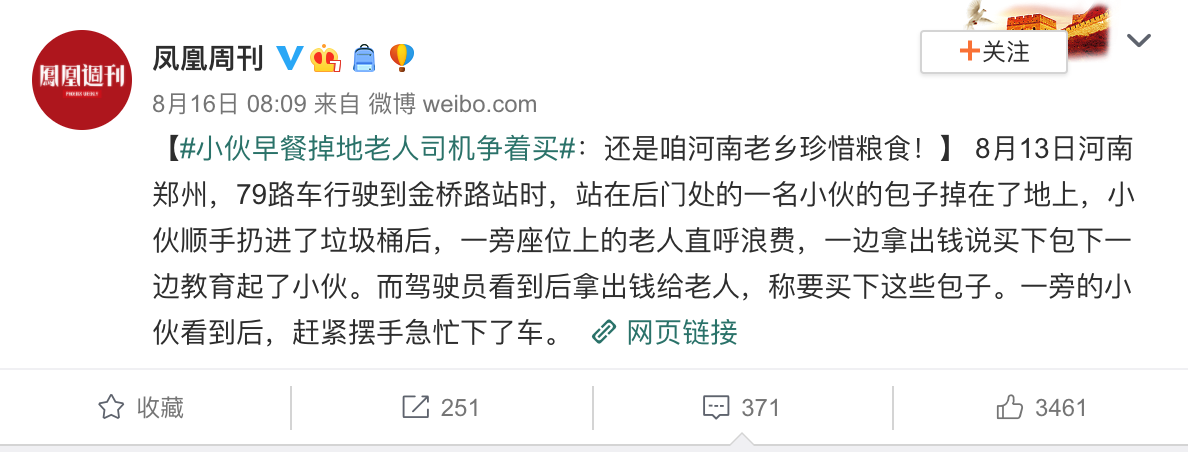 鳳凰週刊
PHOENIX WEEKLY
凤凰周刊
+关注
8月16日 08:09 来自 微博 weibo.com
【#小伙早餐掉地老人司机争着买#：还是咱河南老乡珍惜粮食！】 8月13日河南
郑州，79路车行驶到金桥路站时，站在后门处的一名小伙的包子掉在了地上，小
伙顺手扔进了垃圾桶后，一旁座位上的老人直呼浪费，一边拿出钱说买下包下一
边教育起了小伙。而驾驶员看到后拿出钱给老人，称要买下这些包子。一旁的小
伙看到后，赶紧摆手急忙下了车。 网页链接
收藏 251 371 3461